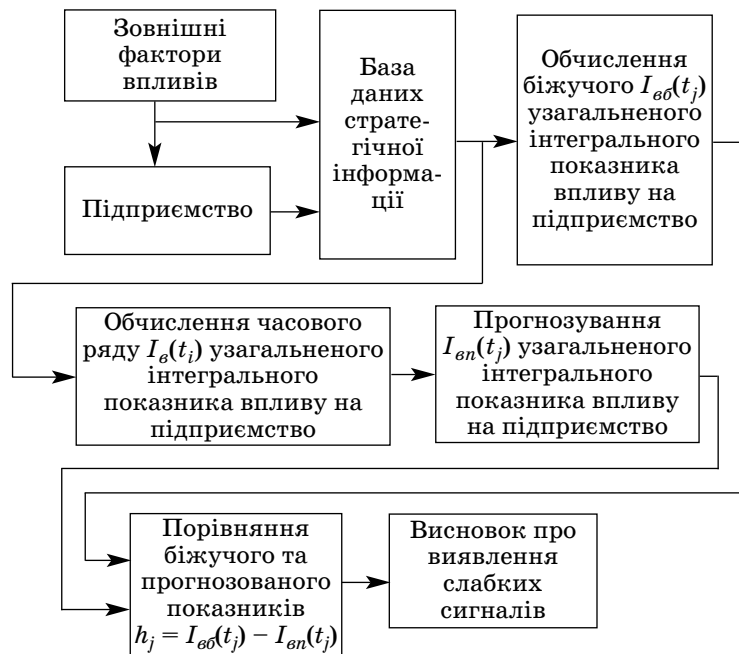 Зовнішні
фактори
впливів
Підприємство
База
даних
страте-
гічної
інформа-
ції
Обчислення
біжучого I_вб(t_j)
узагальненого
інтегрального
показника
впливу на
підприємство
Обчислення часового
ряду I_в(t_i) узагальненого
інтегрального
показника впливу на
підприємство
Прогнозування
I_вп(t_j) узагальненого
інтегрального
показника впливу
на підприємство
Порівняння
біжучого та
прогнозованого
показників
h_j = I_вб(t_j) – I_вп(t_j)
Висновок про
виявлення
слабких
сигналів